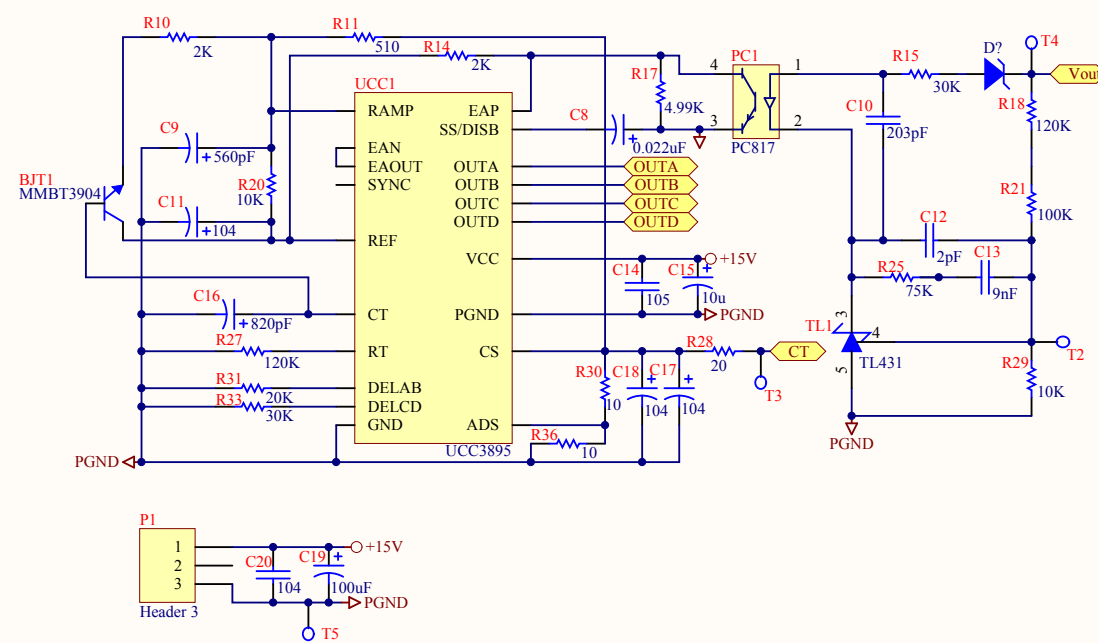 R10
2K
R11
510
R14
2K
UCC1
RAMP
EAN
EAOUT
SYNC
REF
CT
RT
DELAB
DELCD
GND
EAP
SS/DISB
OUTA
OUTB
OUTC
OUTD
VCC
PGND
CS
ADS
UCC3895
C9
560pF
BJT1
MMBT3904
R20
10K
C11
104
C16
820pF
R27
120K
R31
20K
R33
30K
PGND
C8
0.022uF
R17
4.99K
PC1
4
3
1
2
PC817
OUTA
OUTB
OUTC
OUTD
+15V
C14
105
C15
10u
PGND
R28
20
CT
T3
R30
10
C18
104
C17
104
R36
10
R15
30K
D?
T4
Vout
R18
120K
C10
203pF
R21
100K
C12
2pF
R25
75K
C13
9nF
TL1
3
4
5
TL431
T2
R29
10K
PGND
P1
1
2
3
Header 3
C20
104
C19
100uF
+15V
PGND
T5